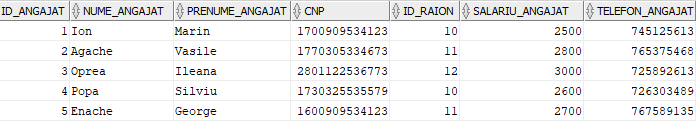 ID_ANGAJAT NUME_ANGAJAT PRENUME_ANGAJAT CNP ID_RAION SALARIU_ANGAJAT TELEFON_ANGAJAT
1 Ion Marin 1700909534123 10 2500 745125613
2 Agache Vasile 1770305334673 11 2800 765375468
3 Oprea Ileana 2801122536773 12 3000 725892613
4 Popa Silviu 1730325535579 10 2600 726303489
5 Enache George 1600909534123 11 2700 767589135